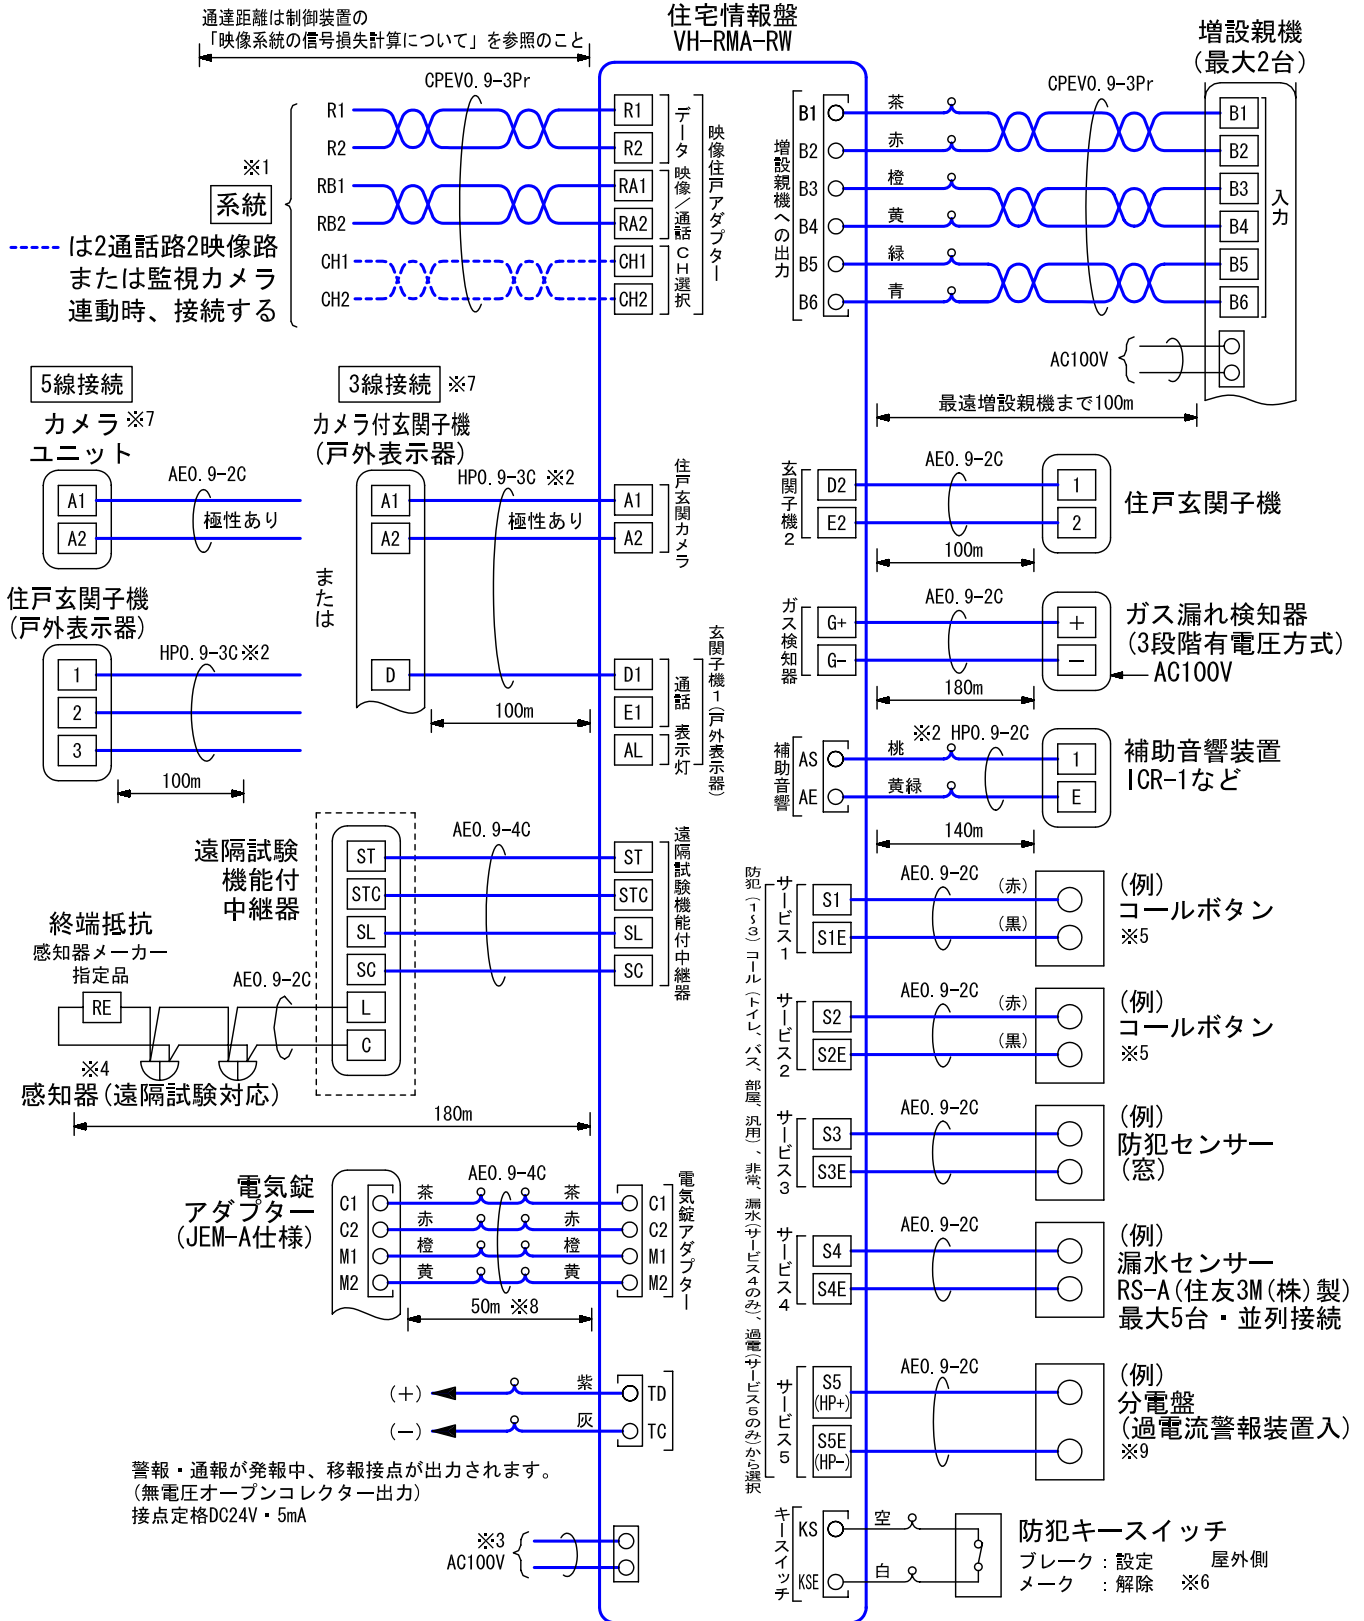 通達距離は制御装置の
「映像系統の信号損失計算について」を参照のこと
住宅情報盤
VH-RMA-RW
増設親機
(最大2台)
CPEV0.9-3Pr
R1
R2
RB1
RB2
CH1
CH2
※1
系統
---- は2通話路2映像路
または監視カメラ
連動時、接続する
R1
R2
RA1
RA2
CH1
CH2
データ
映像/通話
CH選択
映像住戸アダプター
増設親機への出力
B1
B2
B3
B4
B5
B6
茶
赤
橙
黄
緑
青
CPEV0.9-3Pr
B1
B2
B3
B4
B5
B6
入力
AC100V
最遠増設親機まで100m
5線接続
カメラ※7
ユニット
A1
A2
AE0.9-2C
極性あり
住戸玄関子機
(戸外表示器)
1
2
3
HP0.9-3C※2
100m
または
3線接続 ※7
カメラ付玄関子機
(戸外表示器)
A1
A2
D
HP0.9-3C ※2
極性あり
100m
A1
A2
住戸玄関カメラ
D1
E1
AL
通話
表示灯
玄関子機1(戸外表示器)
玄関子機2
D2
E2
AE0.9-2C
100m
1
2
住戸玄関子機
ガス検知器
G+
G-
AE0.9-2C
180m
+
−
ガス漏れ検知器
(3段階有電圧方式)
AC100V
補助音響
AS
AE
桃
黄緑
※2 HP0.9-2C
140m
1
E
補助音響装置
ICR-1など
遠隔試験
機能付
中継器
ST
STC
SL
SC
L
C
AE0.9-4C
ST
STC
SL
SC
遠隔試験機能付中継器
終端抵抗
感知器メーカー
指定品
RE
AE0.9-2C
※4
感知器(遠隔試験対応)
180m
電気錠
アダプター
(JEM-A仕様)
C1
C2
M1
M2
茶
赤
橙
黄
AE0.9-4C
茶
赤
橙
黄
C1
C2
M1
M2
電気錠アダプター
50m ※8
(+)
(−)
紫
灰
TD
TC
警報・通報が発報中、移報接点が出力されます。
(無電圧オープンコレクター出力)
接点定格DC24V・5mA
※3
AC100V
防犯(1~3)コール(トイレ、バス、部屋、汎用)、非常、漏水(サービス4のみ)、過電(サービス5のみ)から選択
サービス1
S1
S1E
AE0.9-2C
(赤)
(黒)
(例)
コールボタン
※5
サービス2
S2
S2E
AE0.9-2C
(赤)
(黒)
(例)
コールボタン
※5
サービス3
S3
S3E
AE0.9-2C
(例)
防犯センサー
(窓)
サービス4
S4
S4E
AE0.9-2C
(例)
漏水センサー
RS-A(住友3M(株)製)
最大5台・並列接続
サービス5
S5
(HP+)
S5E
(HP-)
AE0.9-2C
(例)
分電盤
(過電流警報装置入)
※9
キースイッチ
KS
KSE
空
白
防犯キースイッチ
ブレーク:設定
メーク :解除
屋外側
※6